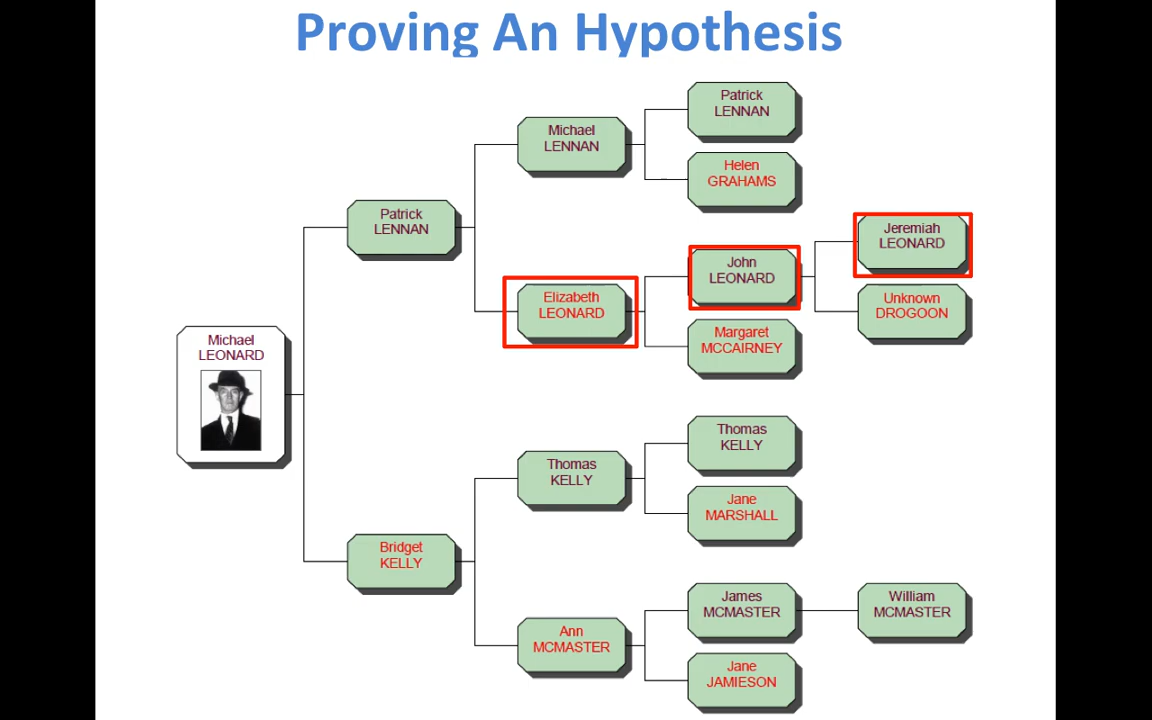 Proving An Hypothesis
Patrick
LENNAN
Michael
LENNAN
Helen
GRAHAMS
Patrick
LENNAN
Jeremiah
LEONARD
John
LEONARD
Elizabeth
LEONARD
Unknown
DROGOON
Margaret
MCCAIRNEY
Michael
LEONARD
Thomas
KELLY
Thomas
KELLY
Jane
MARSHALL
Bridget
KELLY
James
MCMASTER
William
MCMASTER
Ann
MCMASTER
Jane
JAMIESON